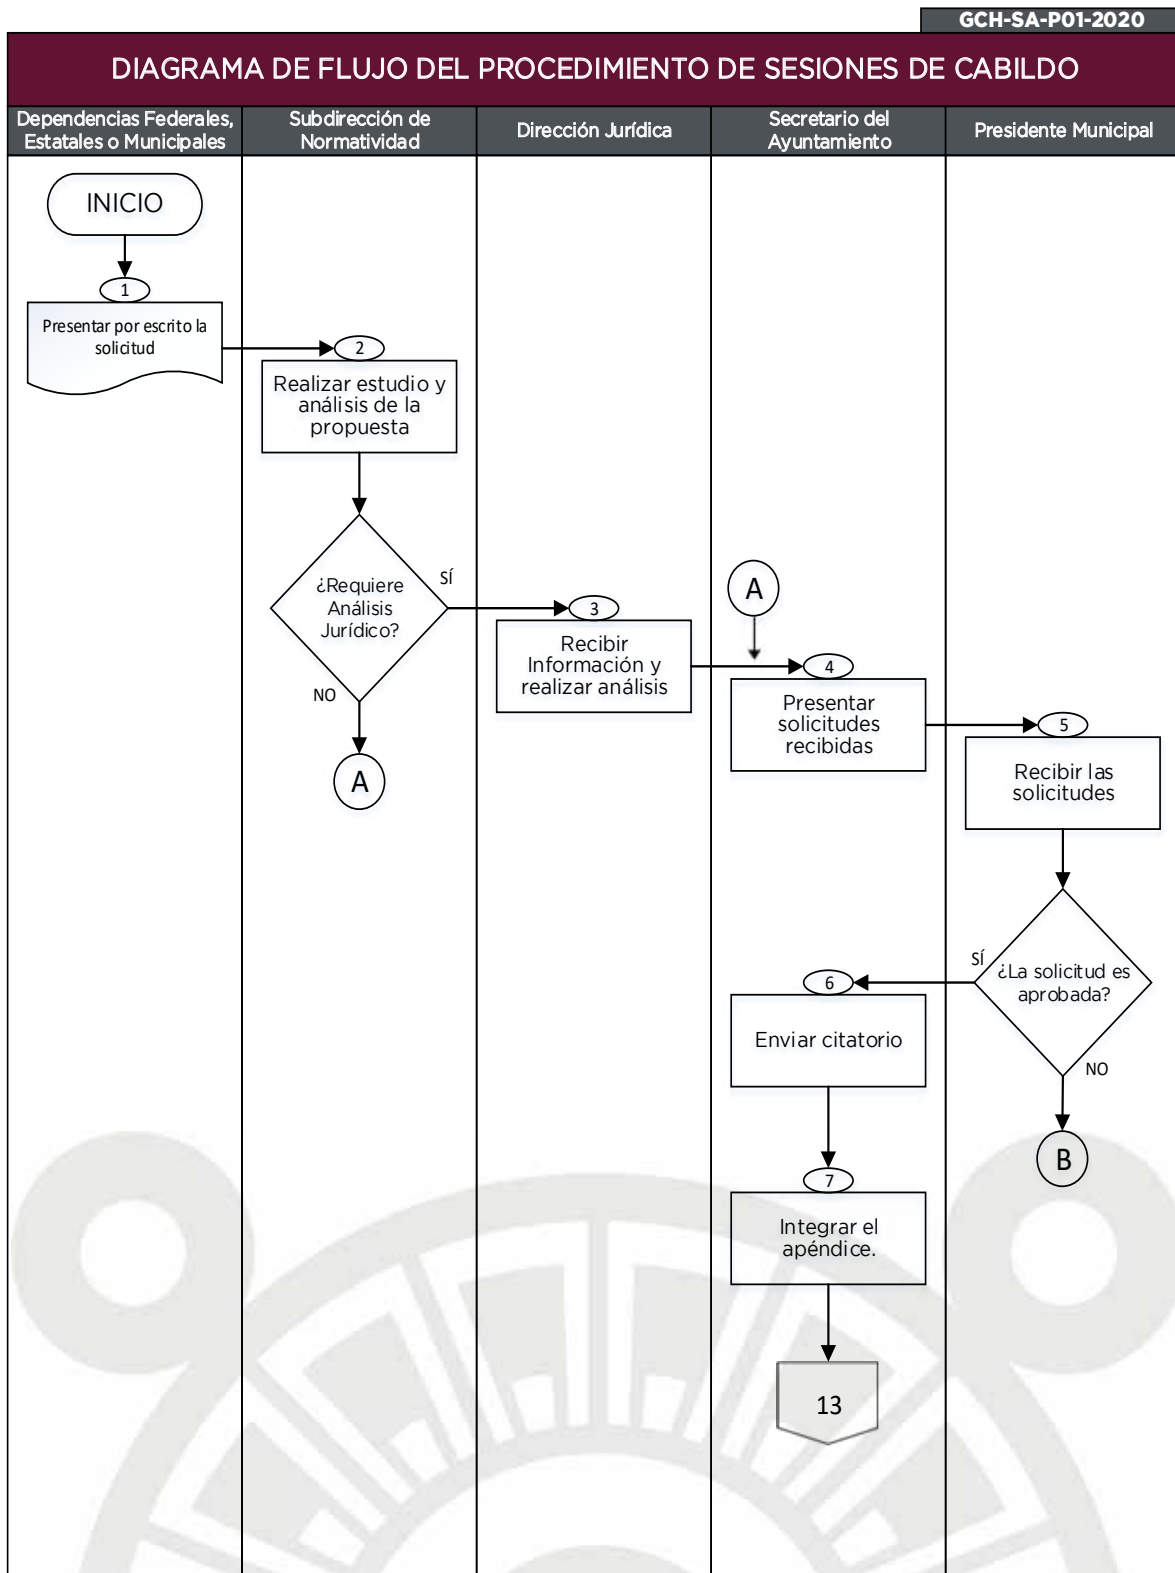 GCH-SA-P01-2020
DIAGRAMA DE FLUJO DEL PROCEDIMIENTO DE SESIONES DE CABILDO
Dependencias Federales,
Estatales o Municipales
Subdirección de
Normatividad
Dirección Jurídica
Secretario del
Ayuntamiento
Presidente Municipal
INICIO
1
Presentar por escrito la
solicitud
2
Realizar estudio y
análisis de la
propuesta
¿Requiere
Análisis
Jurídico?
SÍ
NO
A
3
Recibir
Información y
realizar análisis
A
4
Presentar
solicitudes
recibidas
5
Recibir las
solicitudes
¿La solicitud es
aprobada?
SÍ
NO
B
6
Enviar citatorio
7
Integrar el
apéndice.
13